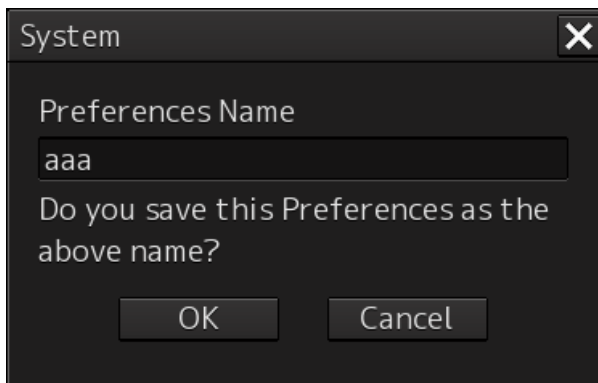 System
Preferences Name
aaa
Do you save this Preferences as the
above name?
OK
Cancel